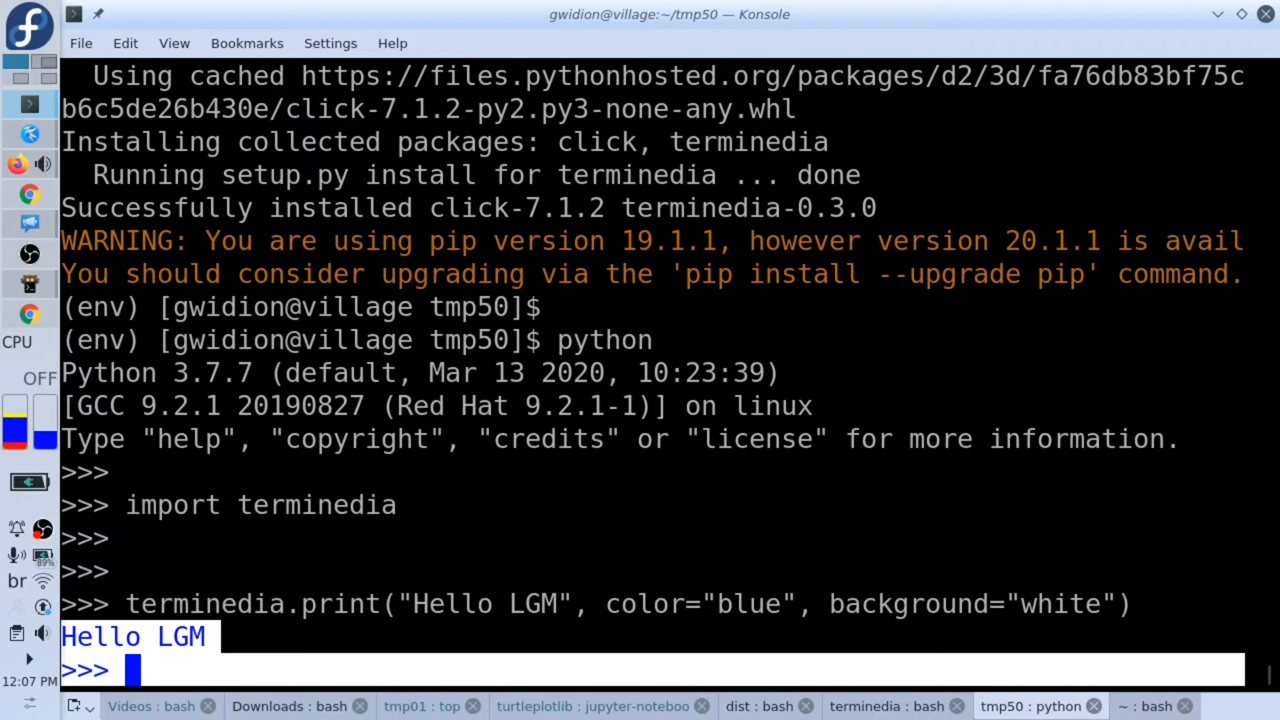 gwidion@village:~/tmp50 — Konsole
File Edit View Bookmarks Settings Help
Using cached https://files.pythonhosted.org/packages/d2/3d/fa76db83bf75c
b6c5de26b430e/click-7.1.2-py2.py3-none-any.whl
Installing collected packages: click, terminedia
Running setup.py install for terminedia ... done
Successfully installed click-7.1.2 terminedia-0.3.0
WARNING: You are using pip version 19.1.1, however version 20.1.1 is avail
You should consider upgrading via the 'pip install --upgrade pip' command.
(env) [gwidion@village tmp50]$
(env) [gwidion@village tmp50]$ python
Python 3.7.7 (default, Mar 13 2020, 10:23:39)
[GCC 9.2.1 20190827 (Red Hat 9.2.1-1)] on linux
Type "help", "copyright", "credits" or "license" for more information.
>>>
>>> import terminedia
>>>
>>>
>>> terminedia.print("Hello LGM", color="blue", background="white")
Hello LGM
>>>
CPU
OFF
89%
br
12:07 PM
Videos : bash Downloads : bash tmp01 : top turtleplotlib : jupyter-noteboo dist : bash terminedia : bash tmp50 : python ~ : bash